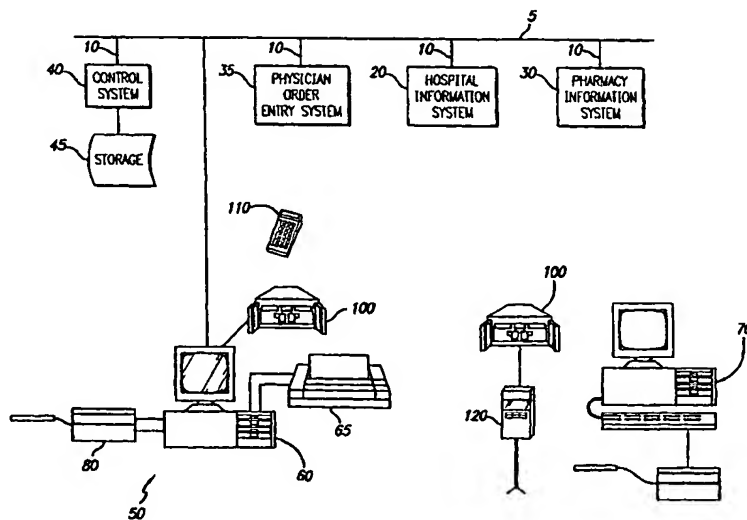 5
10
10
10
10
40
CONTROL
SYSTEM
35
PHYSICIAN
ORDER
ENTRY SYSTEM
20
HOSPITAL
INFORMATION
SYSTEM
30
PHARMACY
INFORMATION
SYSTEM
45
STORAGE
110
100
100
70
65
120
80
60
50